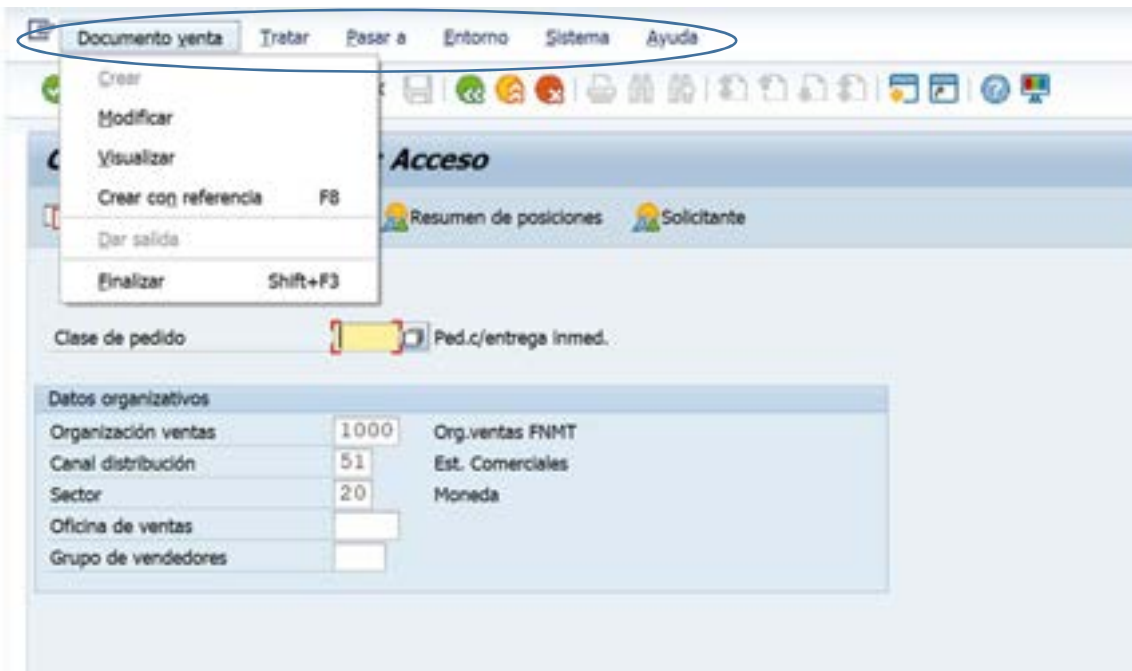 Documento venta Tratar Pasar a Entorno Sistema Ayuda
Crear
Modificar
Visualizar
Crear con referencia F8
Dar salida
Finalizar Shift+F3
Acceso
Resumen de posiciones Solicitante
Clase de pedido Ped.c/entrega inmed.
Datos organizativos
Organización ventas 1000 Org.ventas FNMT
Canal distribución 51 Est. Comerciales
Sector 20 Moneda
Oficina de ventas
Grupo de vendedores